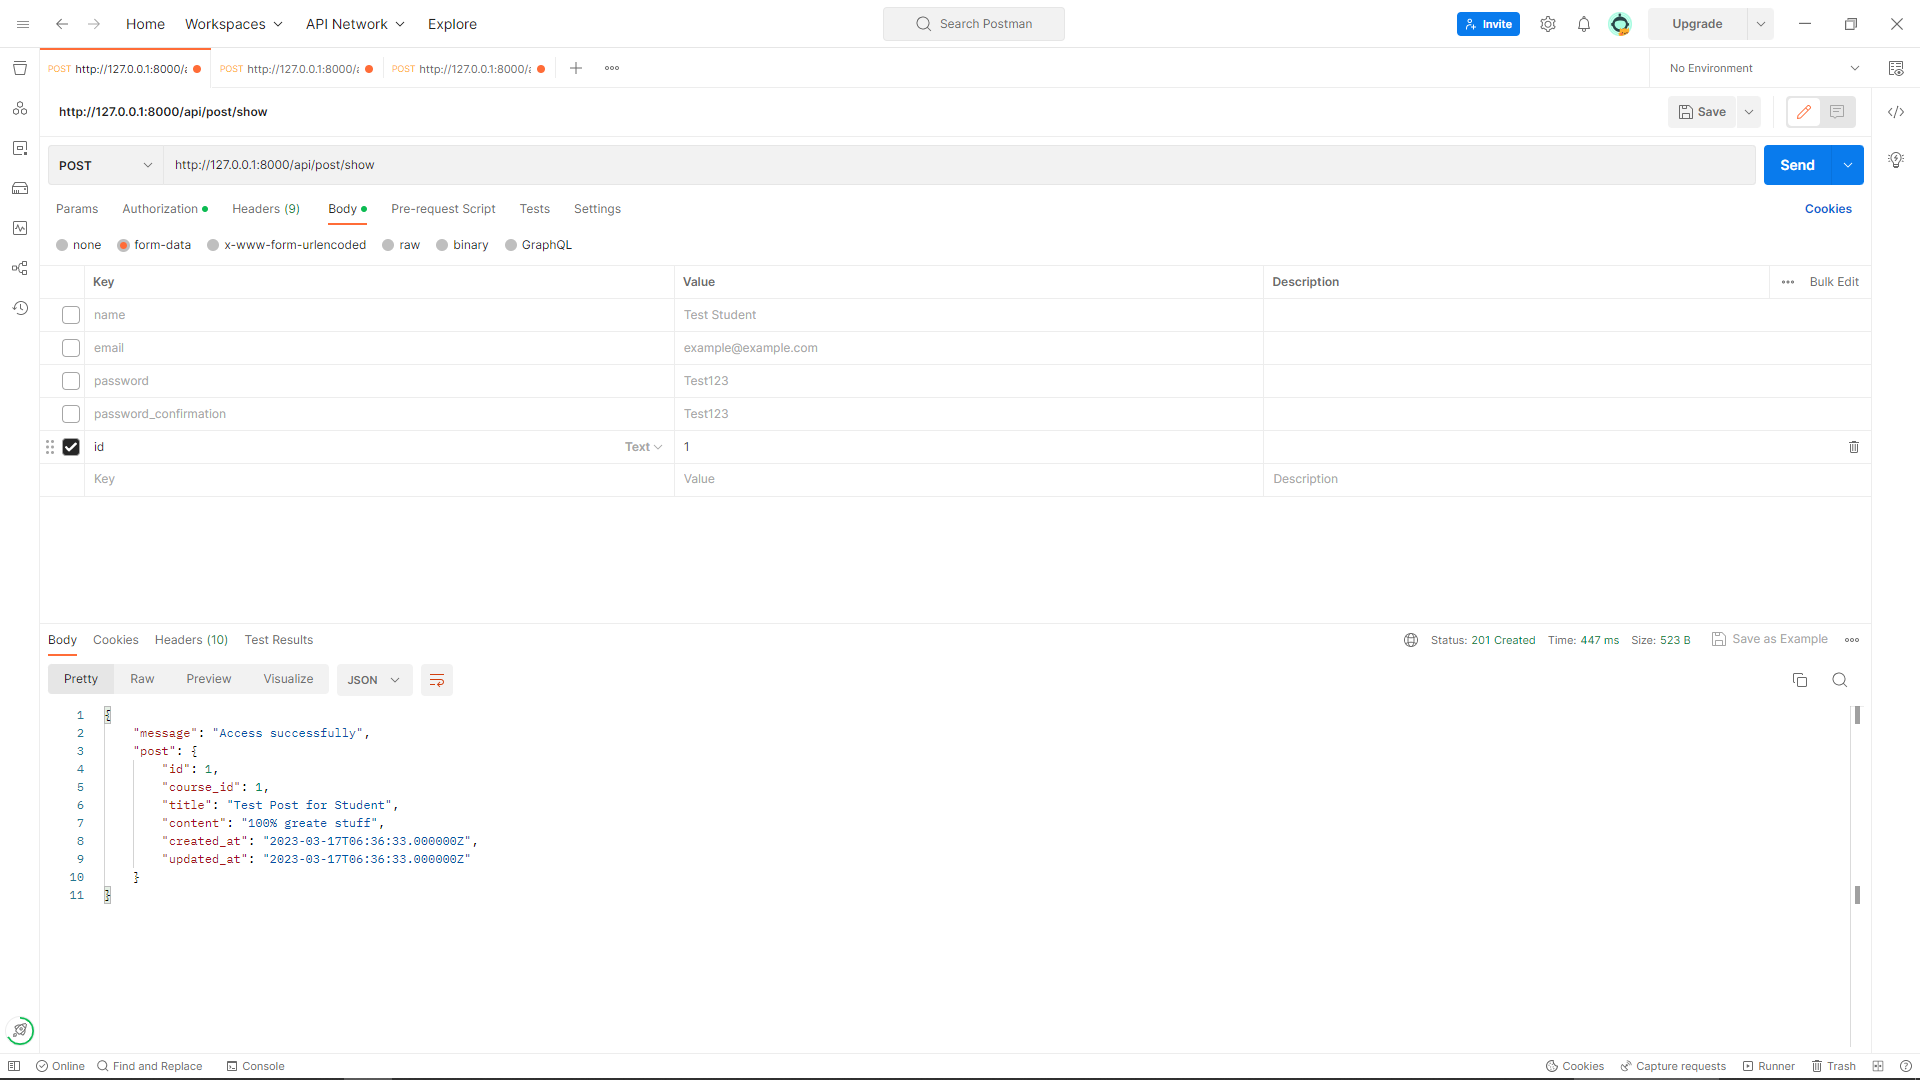 Home Workspaces API Network Explore Search Postman Invite Upgrade
POST http://127.0.0.1:8000/a POST http://127.0.0.1:8000/a POST http://127.0.0.1:8000/a No Environment
http://127.0.0.1:8000/api/post/show Save
POST http://127.0.0.1:8000/api/post/show Send
Params Authorization Headers (9) Body Pre-request Script Tests Settings Cookies
none form-data x-www-form-urlencoded raw binary GraphQL
Key Value Description Bulk Edit
name Test Student
email example@example.com
password Test123
password_confirmation Test123
id Text 1
Key Value Description
Body Cookies Headers (10) Test Results Status: 201 Created Time: 447 ms Size: 523 B Save as Example
Pretty Raw Preview Visualize JSON
1 {
2 "message": "Access successfully",
3 "post": {
4 "id": 1,
5 "course_id": 1,
6 "title": "Test Post for Student",
7 "content": "100% greate stuff",
8 "created_at": "2023-03-17T06:36:33.000000Z",
9 "updated_at": "2023-03-17T06:36:33.000000Z"
10 }
11 }
Online Find and Replace Console Cookies Capture requests Runner Trash